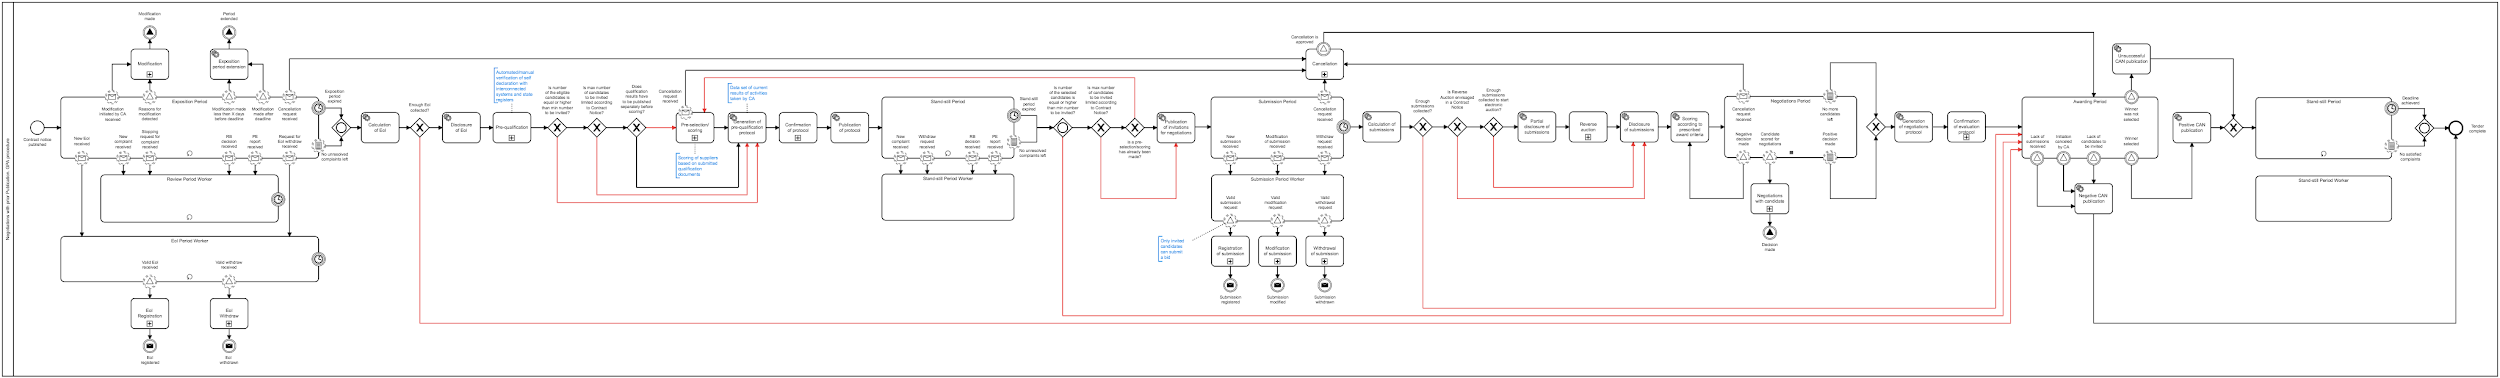 Negotiations with prior Publication (OPA) procedure
Contract notice
published
Modification
made
Period
extended
Modification
Exposition
period extension
Exposition Period
Modification
initiated by CA
received
Reasons for
modification
detected
Modification made
less than X days
before deadline
Modification
made after
deadline
Cancellation
request
received
Exposition
period
expired
New EoI
received
New
complaint
received
Stopping
request for
complaint
received
RB
decision
received
PB
report
received
Request for
EoI withdraw
received
No unresolved
complaints left
Review Period Worker
EoI Period Worker
Valid EoI
received
Valid withdraw
received
EoI
Registration
EoI
Withdraw
EoI
registered
EoI
withdrawn
Calculation
of EoI
Enough EoI
collected?
Disclosure
of EoI
Automated/manual
verification of self
declaration with
interconnected
systems and state
registers
Pre-qualification
Is number
of the eligible
candidates is
equal or higher
than min number
to be invited?
Is max number
of candidates
to be invited
limited according
to Contract
Notice?
Does
qualification
results have
to be published
separately before
scoring?
Cancellation
request
received
Pre-selection/
scoring
Scoring of suppliers
based on submitted
qualification
documents
Data set of current
results of activities
taken by CA
Generation of
pre-qualification
protocol
Confirmation
of protocol
Publication
of protocol
Stand-still Period
Stand-still
period
expired
New
complaint
received
Withdraw
request
received
RB
decision
received
PB
report
received
No unresolved
complaints left
Stand-still Period Worker
Is number
of the selected
candidates is
equal or higher
than min number
to be invited?
Is max number
of candidates
to be invited
limited according
to Contract
Notice?
Is a pre-
selection/scoring
has already been
made?
Publication
of invitations
for negotiations
Cancellation is
approved
Cancellation
Submission Period
Cancellation
request
received
New
submission
received
Modification
of submission
received
Withdraw
request
received
Submission Period Worker
Valid
submission
request
Valid
modification
request
Valid
withdrawal
request
Only invited
candidates
can submit
a bid
Registration
of submission
Modification
of submission
Withdrawal
of submission
Submission
registered
Submission
modified
Submission
withdrawn
Calculation of
submissions
Enough
submissions
collected?
Is Reverse
Auction envisaged
in a Contract
Notice
Enough
submissions
collected to start
electronic
auction?
Partial
disclosure of
submissions
Reverse
auction
Disclosure
of submissions
Scoring
according to
prescribed
award criteria
Negotiations Period
Cancellation
request
received
No more
candidates
left
Negative
decision
made
Candidate
scored for
negotiations
Positive
decision
made
Negotiations
with candidate
Decision
made
Generation of
negotiations
protocol
Confirmation
of evaluation
protocol
Awarding Period
Winner
was not
selected
Lack of
submissions
received
Initiation
canceled
by CA
Lack of
candidates to
be invited
Winner
selected
Unsuccessful
CAN publication
Negative CAN
publication
Positive CAN
publication
Stand-still Period
Deadline
achieved
No satisfied
complaints
Stand-still Period Worker
Tender
complete